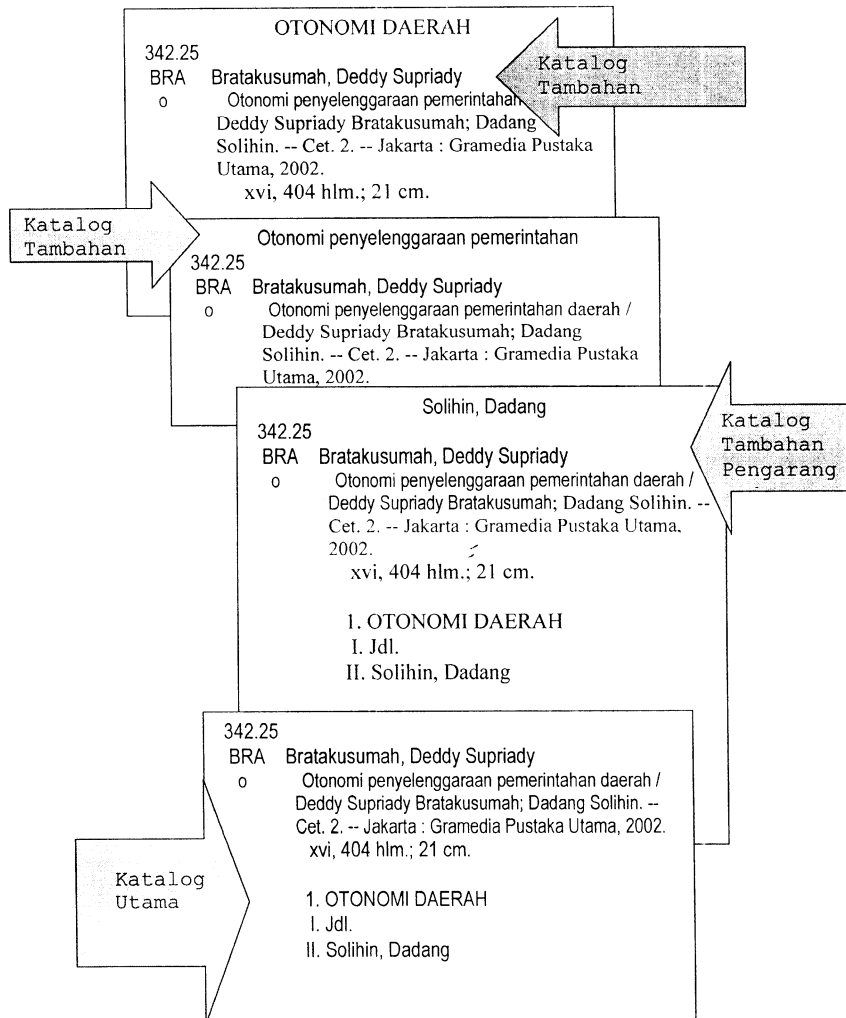 OTONOMI DAERAH
342.25
BRA Bratakusumah, Deddy Supriady
o Otonomi penyelenggaraan pemerintahan
Deddy Supriady Bratakusumah; Dadang
Solihin. -- Cet. 2. -- Jakarta : Gramedia Pustaka
Utama, 2002.
xvi, 404 hlm.; 21 cm.
Katalog
Tambahan
Katalog
Tambahan
Otonomi penyelenggaraan pemerintahan
342.25
BRA Bratakusumah, Deddy Supriady
o Otonomi penyelenggaraan pemerintahan daerah /
Deddy Supriady Bratakusumah; Dadang
Solihin. -- Cet. 2. -- Jakarta : Gramedia Pustaka
Utama, 2002.
Solihin, Dadang
342.25
BRA Bratakusumah, Deddy Supriady
o Otonomi penyelenggaraan pemerintahan daerah /
Deddy Supriady Bratakusumah; Dadang Solihin. --
Cet. 2. -- Jakarta : Gramedia Pustaka Utama,
2002.
xvi, 404 hlm.; 21 cm.
1. OTONOMI DAERAH
I. Jdl.
II. Solihin, Dadang
Katalog
Tambahan
Pengarang
342.25
BRA Bratakusumah, Deddy Supriady
o Otonomi penyelenggaraan pemerintahan daerah /
Deddy Supriady Bratakusumah; Dadang Solihin. --
Cet. 2. -- Jakarta : Gramedia Pustaka Utama, 2002.
xvi, 404 hlm.; 21 cm.
1. OTONOMI DAERAH
I. Jdl.
II. Solihin, Dadang
Katalog
Utama